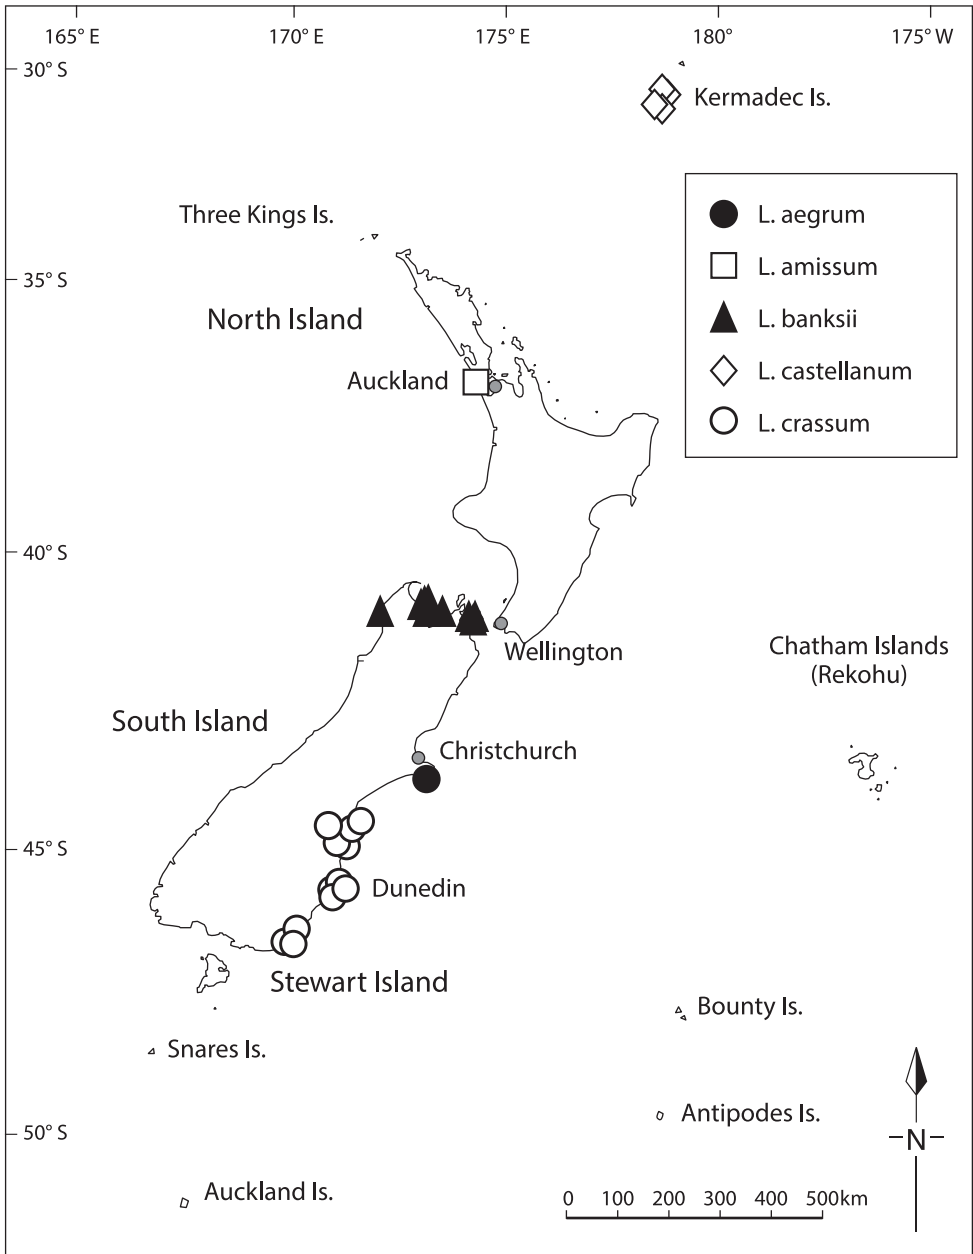 165° E 170° E 175° E 180° 175° W
30° S
Kermadec Is.
L. aegrum
Three Kings Is.
L. amissum
35° S
North Island
L. banksii
Auckland
L. castellanum
L. crassum
40° S
Wellington
Chatham Islands
(Rekohu)
South Island
Christchurch
45° S
Dunedin
Stewart Island
Bounty Is.
Snares Is.
Antipodes Is.
50° S
N
Auckland Is.
0 100 200 300 400 500km